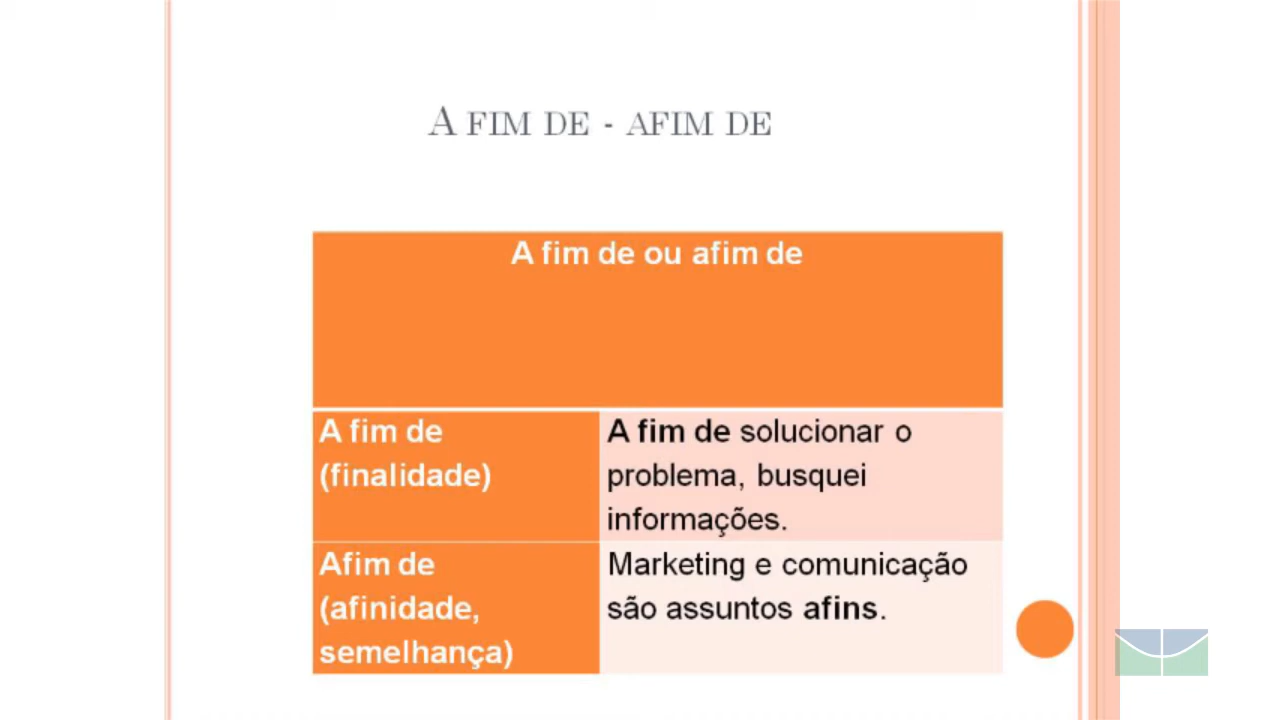 A FIM DE - AFIM DE
A fim de ou afim de
A fim de
(finalidade)
A fim de solucionar o
problema, busquei
informações.
Afim de
(afinidade,
semelhança)
Marketing e comunicação
são assuntos afins.